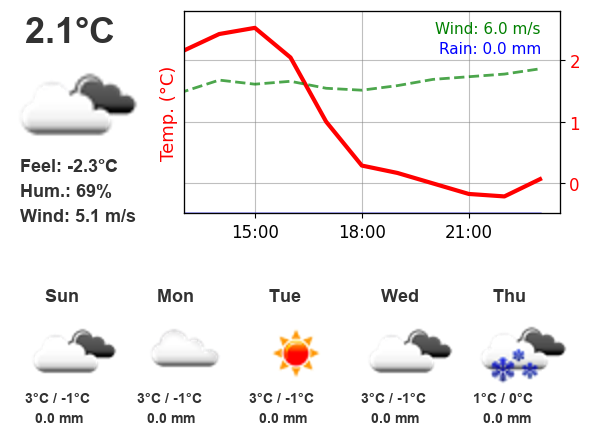 2.1°C
Feel: -2.3°C
Hum.: 69%
Wind: 5.1 m/s
Temp. (°C)
Wind: 6.0 m/s
Rain: 0.0 mm
2
1
0
15:00 18:00 21:00
Sun Mon Tue Wed Thu
3°C / -1°C 3°C / -1°C 3°C / -1°C 3°C / -1°C 1°C / 0°C
0.0 mm 0.0 mm 0.0 mm 0.0 mm 0.0 mm